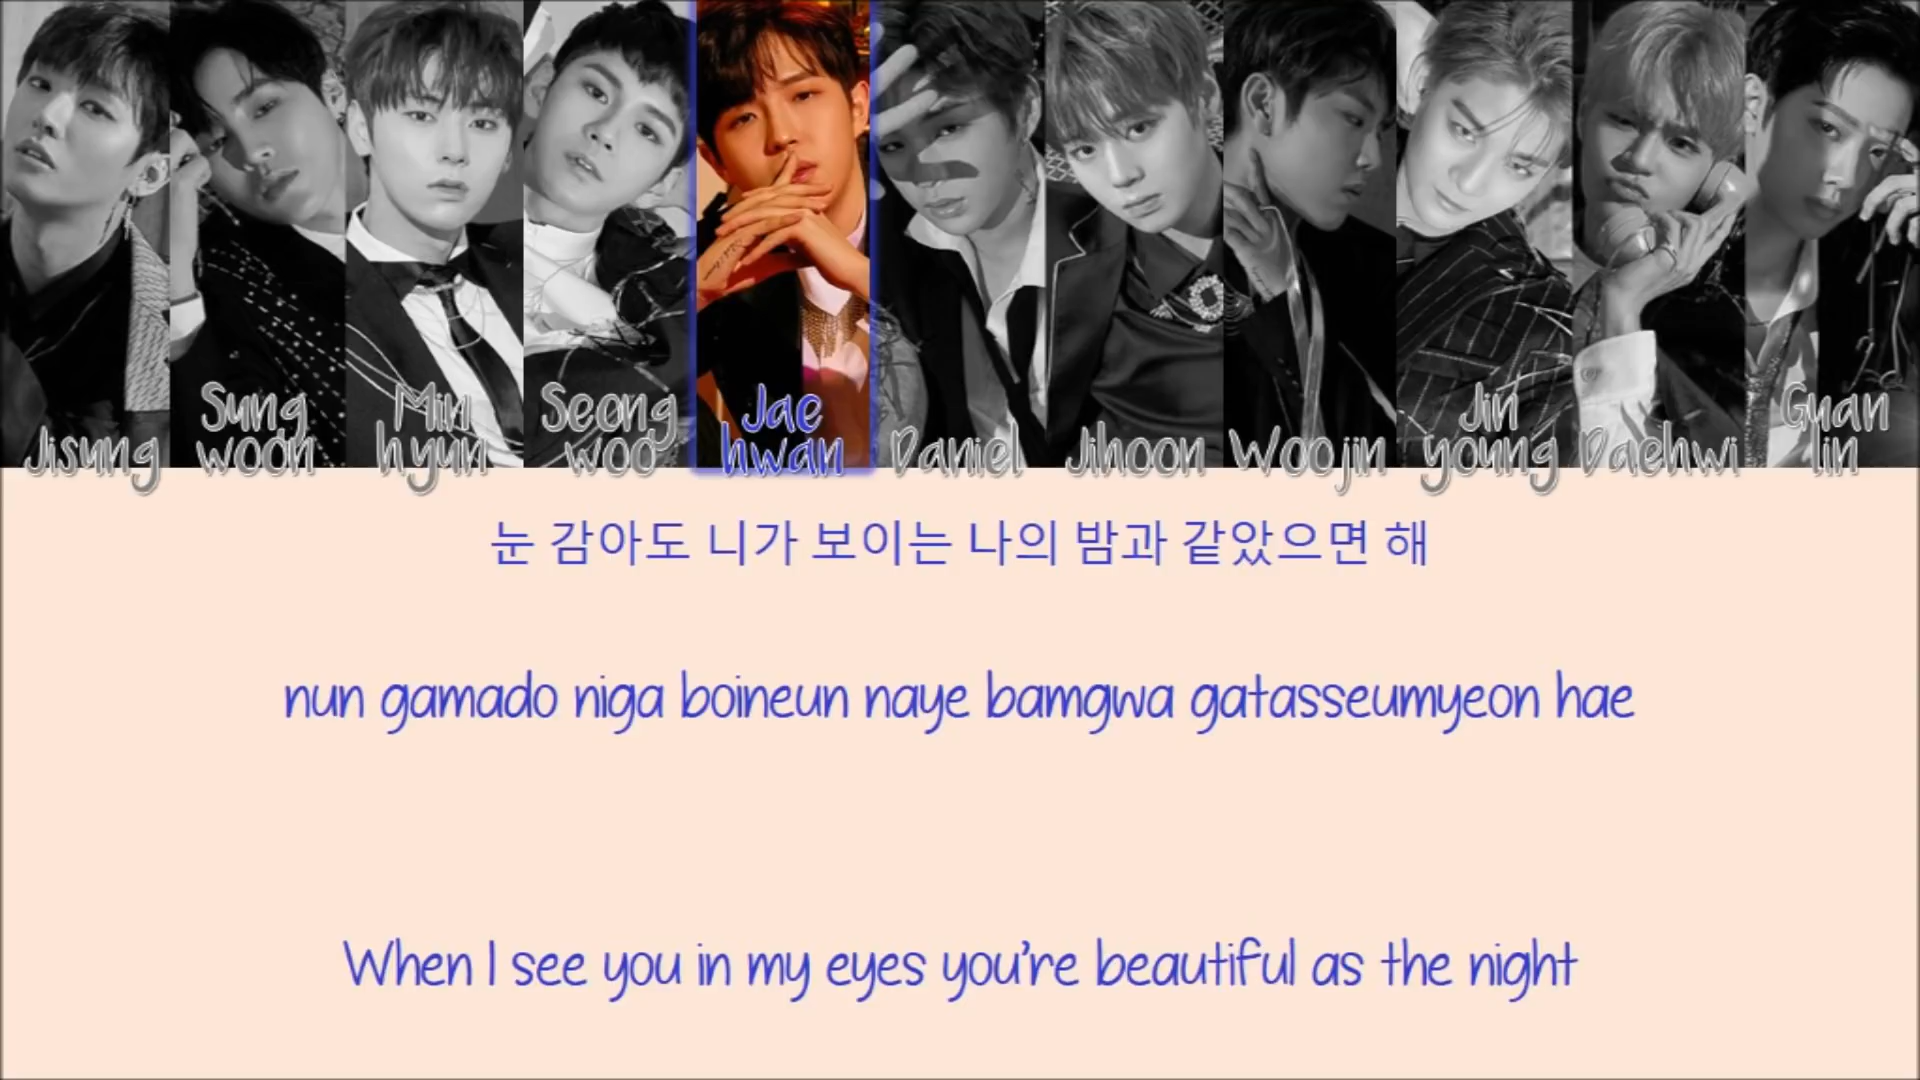 Jisung
Sung
woon
Min
hyun
Seong
woo
Jae
hwan
Daniel
Jihoon
Woojin
Jin
young
Daehwi
Guan
lin
눈 감아도 니가 보이는 나의 밤과 같았으면 해
nun gamado niga boineun naye bamgwa gatasseumyeon hae
When I see you in my eyes you're beautiful as the night